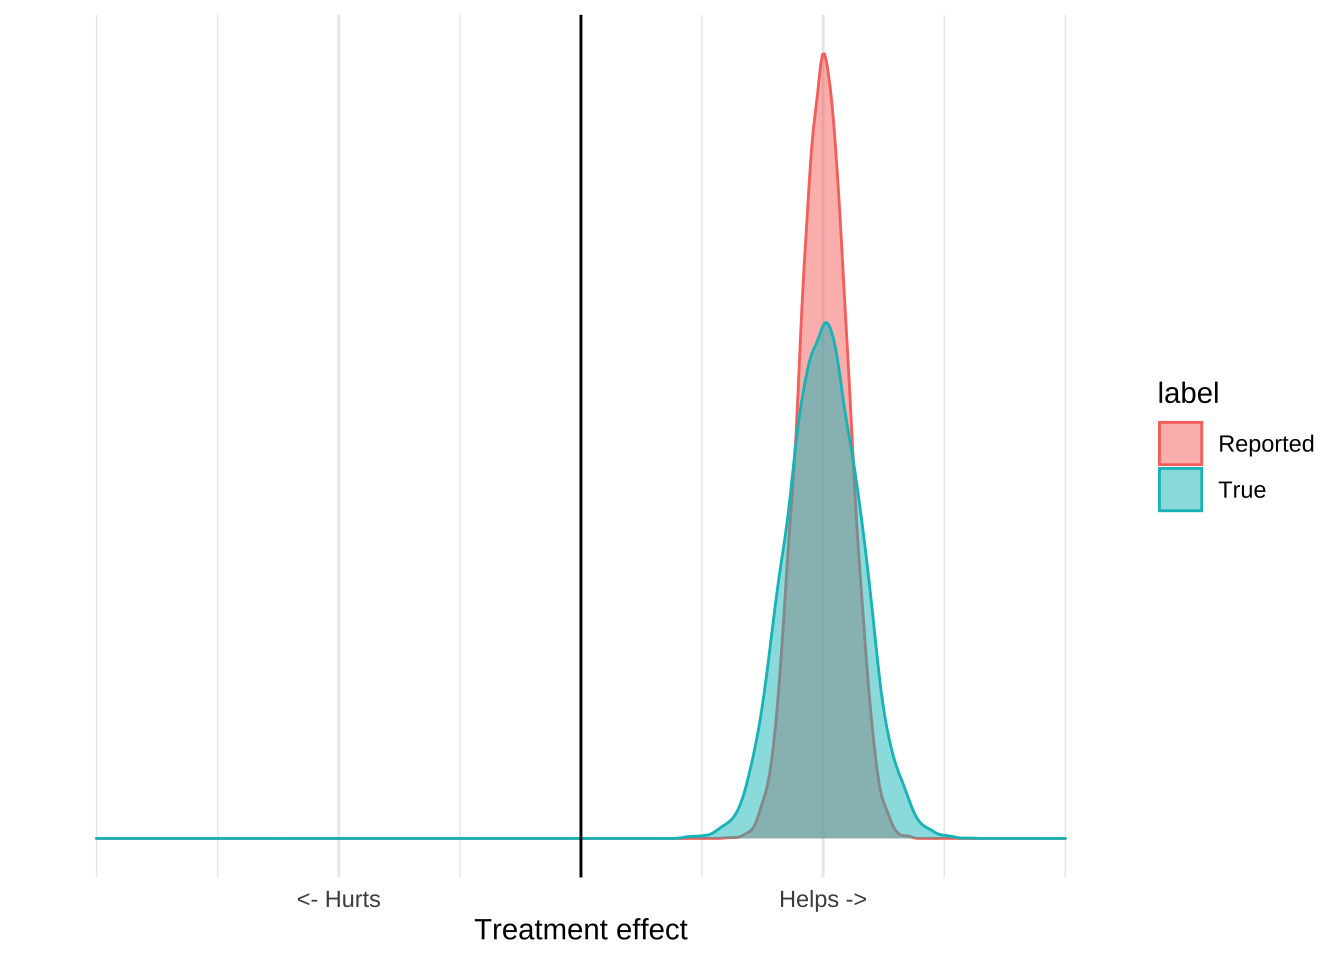 label
Reported
True
<- Hurts
Helps ->
Treatment effect